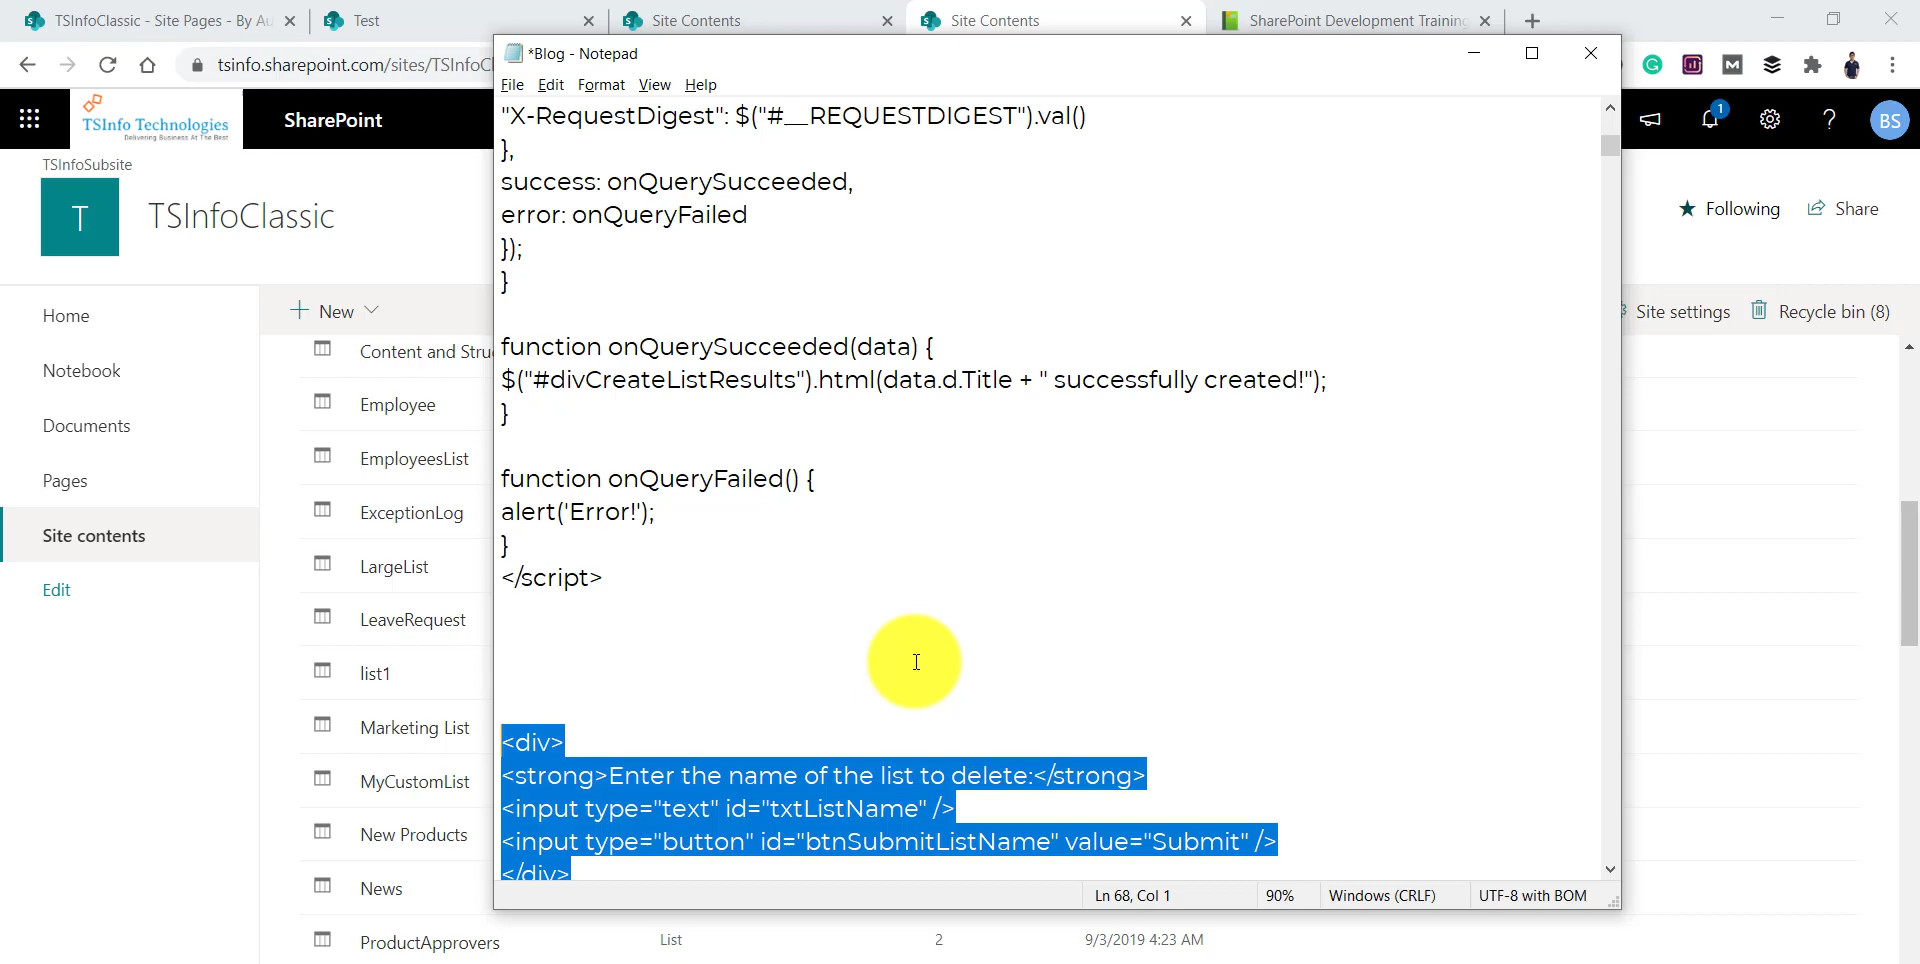 TSInfoClassic - Site Pages - By Au
Test
Site Contents
Site Contents
SharePoint Development Training
tsinfo.sharepoint.com/sites/TSInfoCl
*Blog - Notepad
File Edit Format View Help
TSInfo Technologies
Delivering Business At The Best
SharePoint
1
BS
TSInfoSubsite
T
TSInfoClassic
Following
Share
Home
Notebook
Documents
Pages
Site contents
Edit
New
Site settings
Recycle bin (8)
Content and Stru
Employee
EmployeesList
ExceptionLog
LargeList
LeaveRequest
list1
Marketing List
MyCustomList
New Products
News
ProductApprovers List 2 9/3/2019 4:23 AM
"X-RequestDigest": $("#__REQUESTDIGEST").val()
},
success: onQuerySucceeded,
error: onQueryFailed
});
}
function onQuerySucceeded(data) {
$("#divCreateListResults").html(data.d.Title + " successfully created!");
}
function onQueryFailed() {
alert('Error!');
}
</script>
<div>
<strong>Enter the name of the list to delete:</strong>
<input type="text" id="txtListName" />
<input type="button" id="btnSubmitListName" value="Submit" />
</div>
Ln 68, Col 1
90%
Windows (CRLF)
UTF-8 with BOM